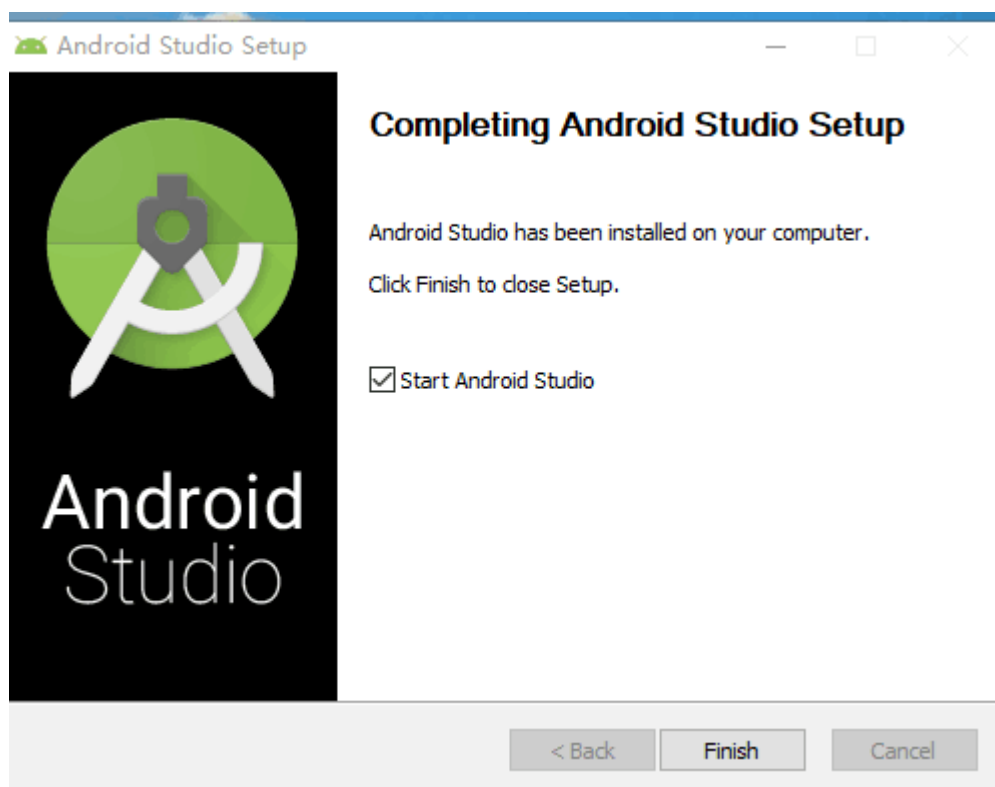 Android Studio Setup
Completing Android Studio Setup
Android Studio has been installed on your computer.
Click Finish to close Setup.
Start Android Studio
Android
Studio
< Back
Finish
Cancel